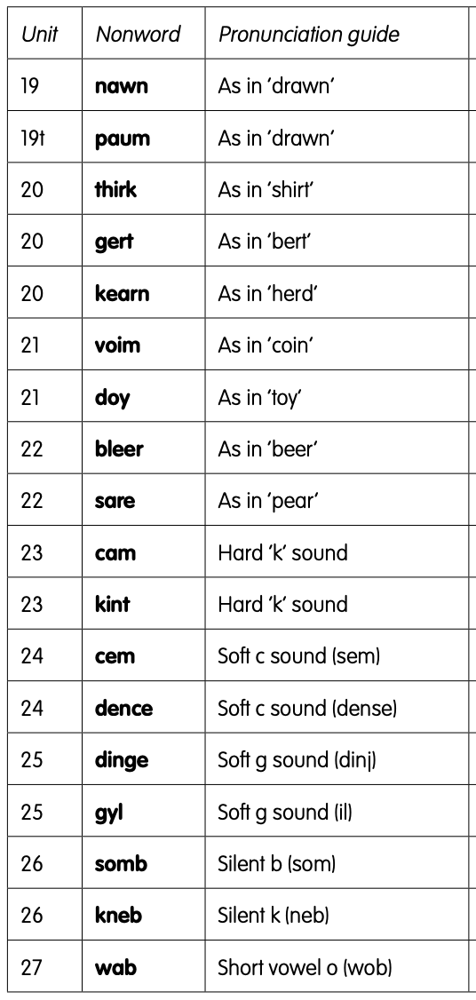 Unit Nonword Pronunciation guide
19 nawn As in ‘drawn’
19t paum As in ‘drawn’
20 thirk As in ‘shirt’
20 gert As in ‘bert’
20 kearn As in ‘herd’
21 voim As in ‘coin’
21 doy As in ‘toy’
22 bleer As in ‘beer’
22 sare As in ‘pear’
23 cam Hard ‘k’ sound
23 kint Hard ‘k’ sound
24 cem Soft c sound (sem)
24 dence Soft c sound (dense)
25 dinge Soft g sound (dinj)
25 gyl Soft g sound (il)
26 somb Silent b (som)
26 kneb Silent k (neb)
27 wab Short vowel o (wob)